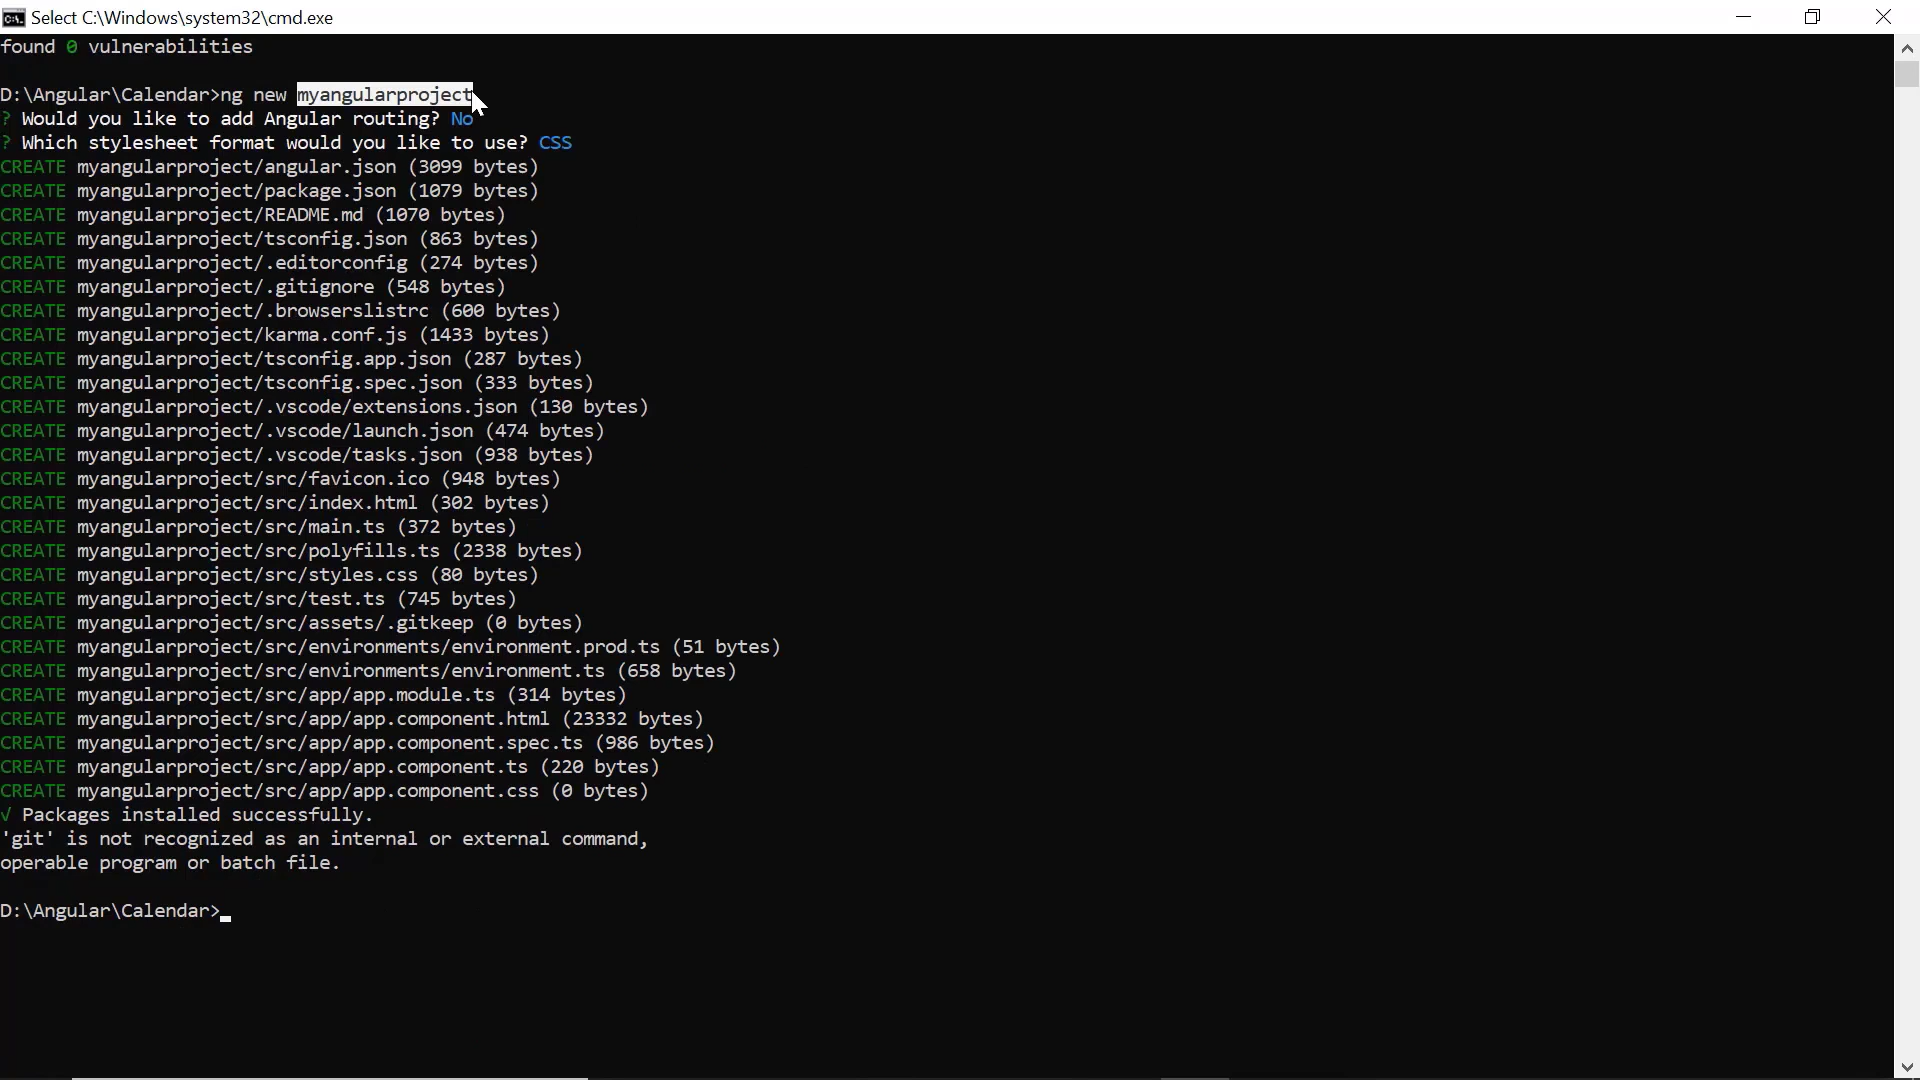 Select C:\Windows\system32\cmd.exe
found 0 vulnerabilities
D:\Angular\Calendar>ng new myangularproject
? Would you like to add Angular routing? No
? Which stylesheet format would you like to use? CSS
CREATE myangularproject/angular.json (3099 bytes)
CREATE myangularproject/package.json (1079 bytes)
CREATE myangularproject/README.md (1070 bytes)
CREATE myangularproject/tsconfig.json (863 bytes)
CREATE myangularproject/.editorconfig (274 bytes)
CREATE myangularproject/.gitignore (548 bytes)
CREATE myangularproject/.browserslistrc (600 bytes)
CREATE myangularproject/karma.conf.js (1433 bytes)
CREATE myangularproject/tsconfig.app.json (287 bytes)
CREATE myangularproject/tsconfig.spec.json (333 bytes)
CREATE myangularproject/.vscode/extensions.json (130 bytes)
CREATE myangularproject/.vscode/launch.json (474 bytes)
CREATE myangularproject/.vscode/tasks.json (938 bytes)
CREATE myangularproject/src/favicon.ico (948 bytes)
CREATE myangularproject/src/index.html (302 bytes)
CREATE myangularproject/src/main.ts (372 bytes)
CREATE myangularproject/src/polyfills.ts (2338 bytes)
CREATE myangularproject/src/styles.css (80 bytes)
CREATE myangularproject/src/test.ts (745 bytes)
CREATE myangularproject/src/assets/.gitkeep (0 bytes)
CREATE myangularproject/src/environments/environment.prod.ts (51 bytes)
CREATE myangularproject/src/environments/environment.ts (658 bytes)
CREATE myangularproject/src/app/app.module.ts (314 bytes)
CREATE myangularproject/src/app/app.component.html (23332 bytes)
CREATE myangularproject/src/app/app.component.spec.ts (986 bytes)
CREATE myangularproject/src/app/app.component.ts (220 bytes)
CREATE myangularproject/src/app/app.component.css (0 bytes)
√ Packages installed successfully.
'git' is not recognized as an internal or external command,
operable program or batch file.
D:\Angular\Calendar>